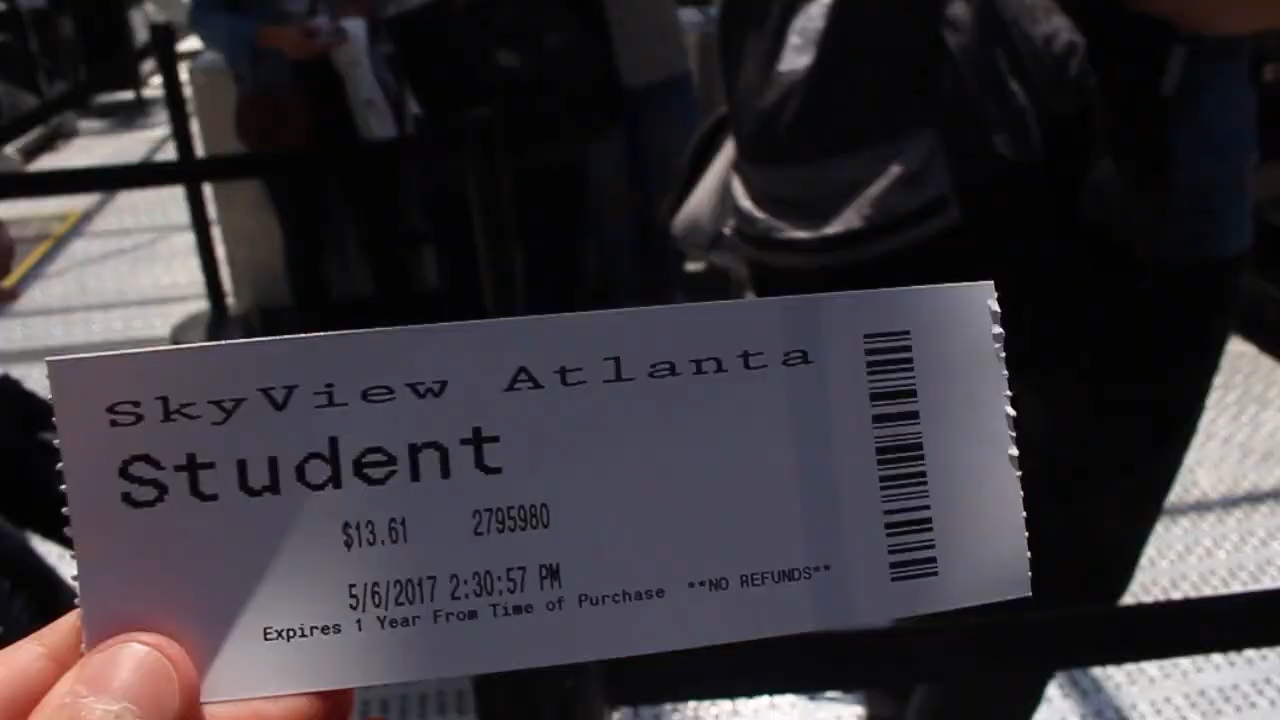 SkyView Atlanta
Student
$13.61 2795980
5/6/2017 2:30:57 PM
Expires 1 Year From Time of Purchase **NO REFUNDS**